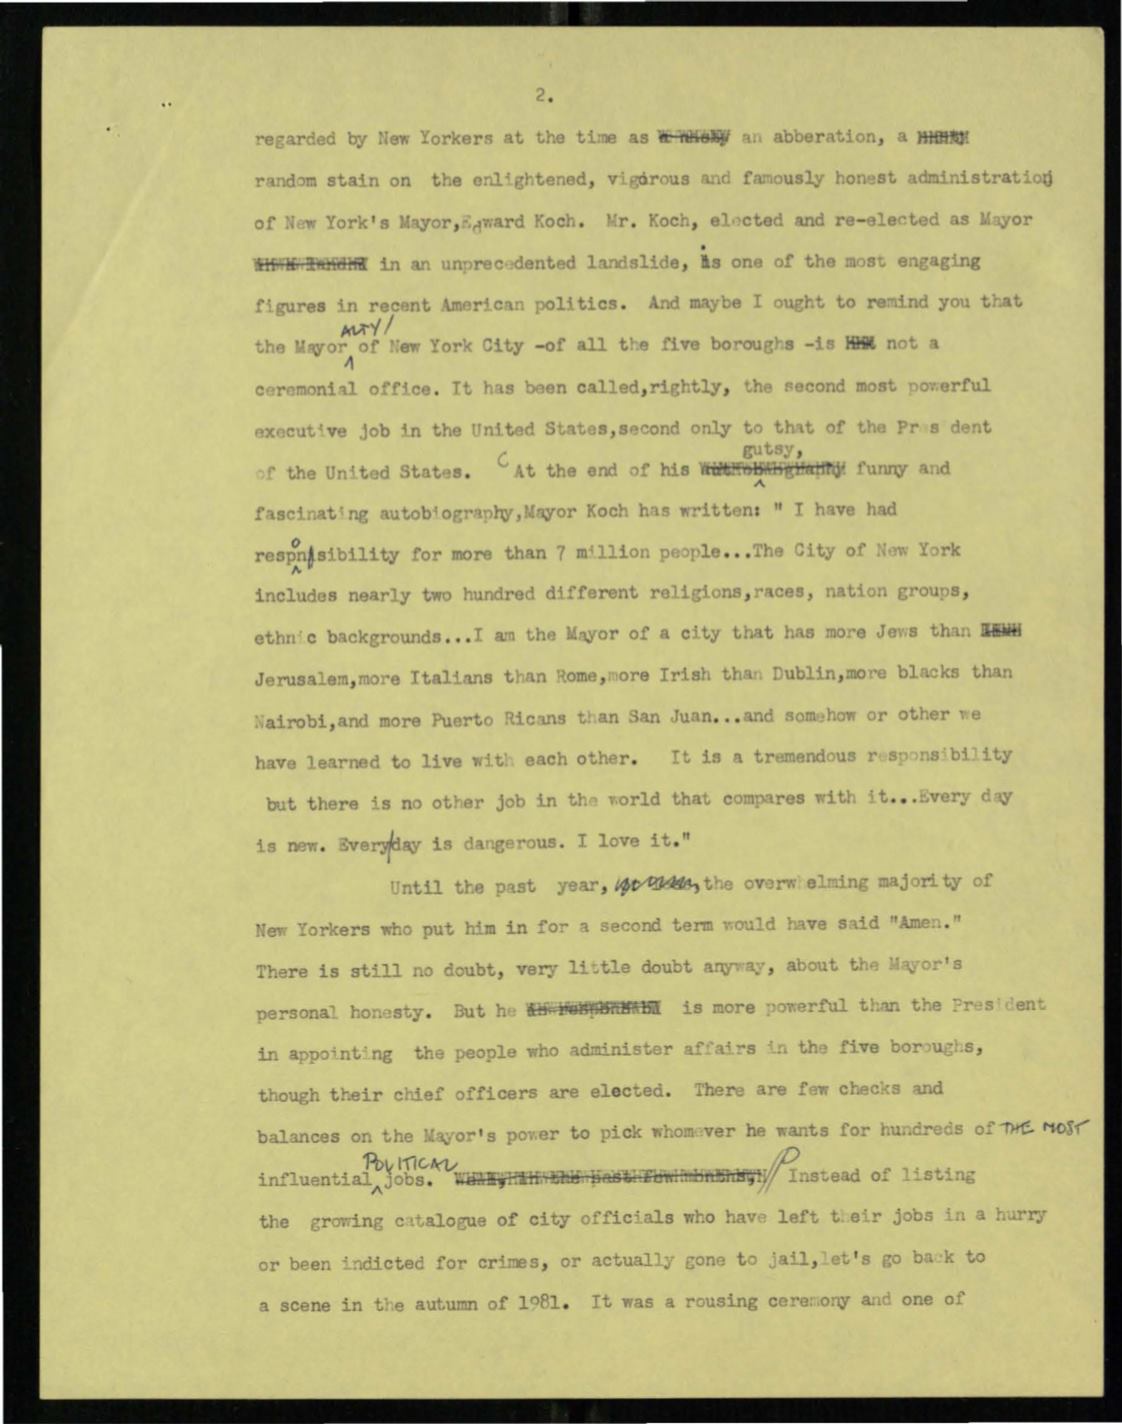 2.
regarded by New Yorkers at the time as an abberation, a
random stain on the enlightened, vigorous and famously honest administration
of New York's Mayor,Edward Koch. Mr. Koch, elected and re-elected as Mayor
in an unprecedented landslide, is one of the most engaging
figures in recent American politics. And maybe I ought to remind you that
ALTY/
the Mayor of New York City -of all the five boroughs -is not a
ceremonial office. It has been called,rightly, the second most powerful
executive job in the United States,second only to that of the Pres dent
gutsy,
of the United States. At the end of his funny and
fascinating autobiography,Mayor Koch has written: " I have had
responsibility for more than 7 million people...The City of New York
includes nearly two hundred different religions,races, nation groups,
ethnic backgrounds...I am the Mayor of a city that has more Jews than
Jerusalem,more Italians than Rome,more Irish than Dublin,more blacks than
Nairobi,and more Puerto Ricans than San Juan...and somehow or other we
have learned to live with each other. It is a tremendous responsibility
but there is no other job in the world that compares with it...Every day
is new. Every/day is dangerous. I love it."
Until the past year, the overwhelming majority of
New Yorkers who put him in for a second term would have said "Amen."
There is still no doubt, very little doubt anyway, about the Mayor's
personal honesty. But he is more powerful than the President
in appointing the people who administer affairs in the five boroughs,
though their chief officers are elected. There are few checks and
balances on the Mayor's power to pick whomever he wants for hundreds of THE MOST
POLITICAL
influential jobs. Instead of listing
the growing catalogue of city officials who have left their jobs in a hurry
or been indicted for crimes, or actually gone to jail,let's go back to
a scene in the autumn of 1981. It was a rousing ceremony and one of